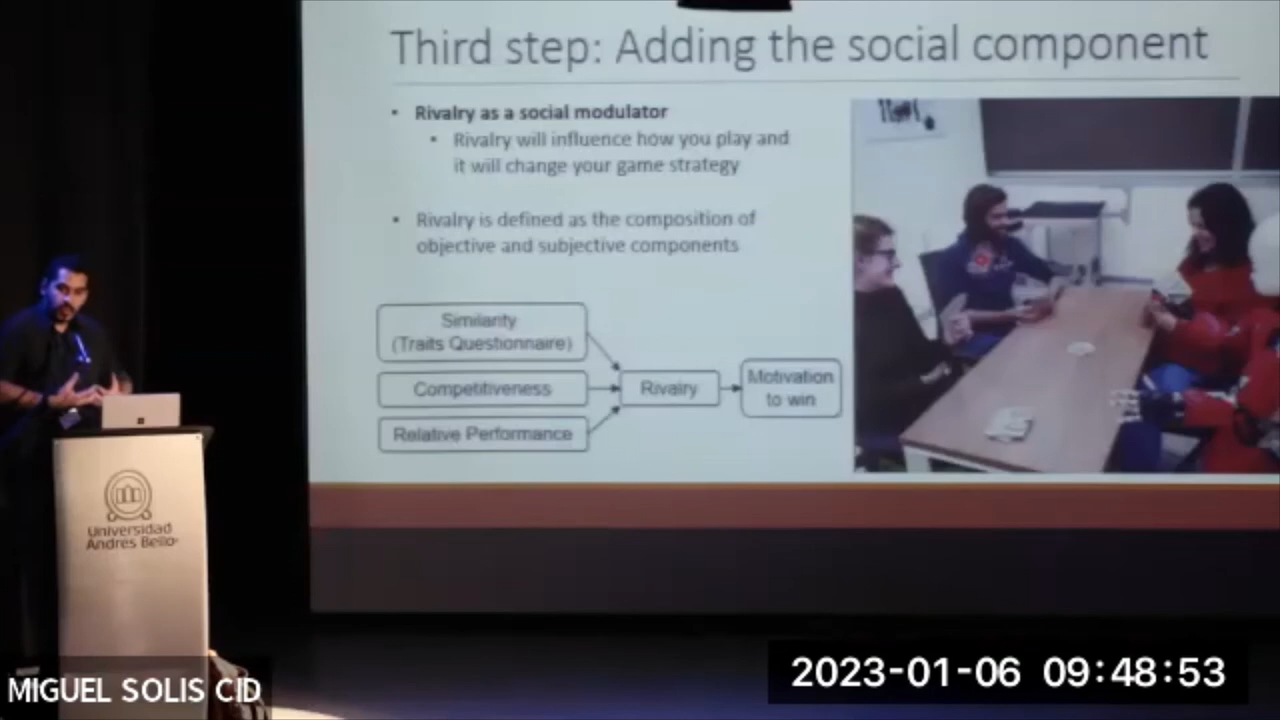 Third step: Adding the social component
Rivalry as a social modulator
Rivalry will influence how you play and
it will change your game strategy
Rivalry is defined as the composition of
objective and subjective components
Similarity
(Traits Questionnaire)
Competitiveness
Relative Performance
Rivalry
Motivation
to win
Universidad
Andres Bello
MIGUEL SOLIS CID
2023-01-06 09:48:53